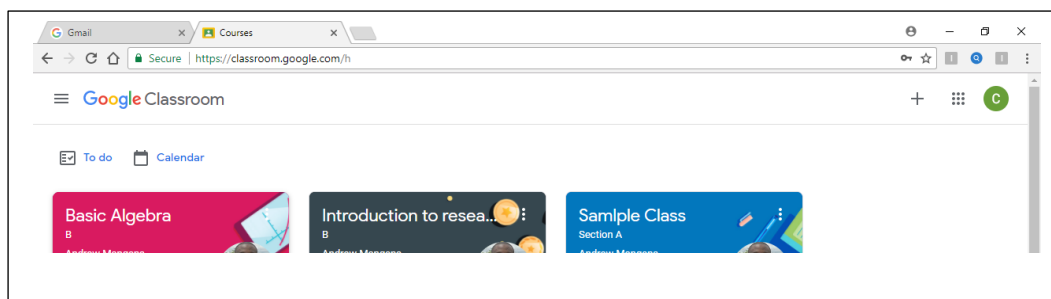 Gmail
Courses
Secure | https://classroom.google.com/h
Google Classroom
C
To do
Calendar
Basic Algebra
B
Introduction to resea...
B
Samlple Class
Section A